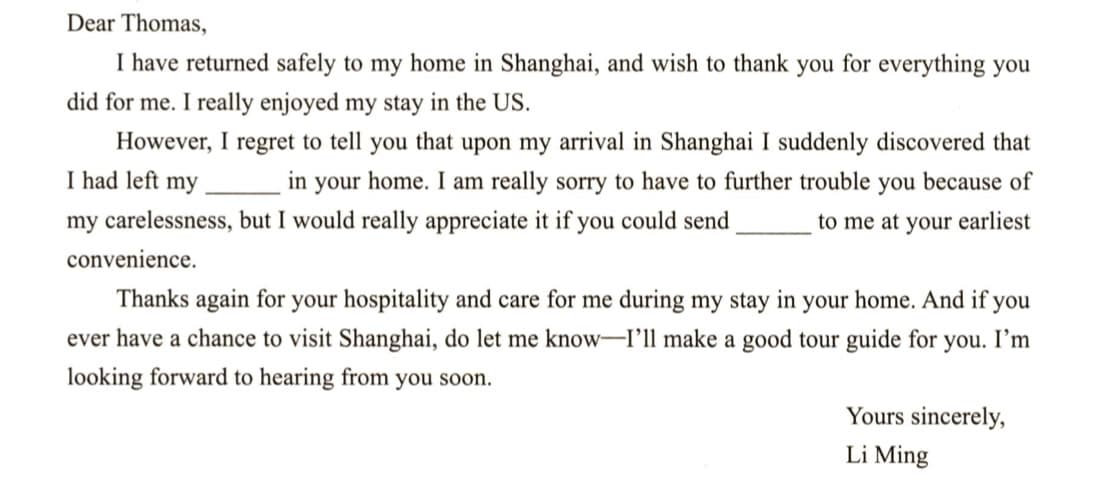 Dear Thomas,
I have returned safely to my home in Shanghai, and wish to thank you for everything you
did for me. I really enjoyed my stay in the US.
However, I regret to tell you that upon my arrival in Shanghai I suddenly discovered that
I had left my ______ in your home. I am really sorry to have to further trouble you because of
my carelessness, but I would really appreciate it if you could send ______ to me at your earliest
convenience.
Thanks again for your hospitality and care for me during my stay in your home. And if you
ever have a chance to visit Shanghai, do let me know—I'll make a good tour guide for you. I'm
looking forward to hearing from you soon.
Yours sincerely,
Li Ming